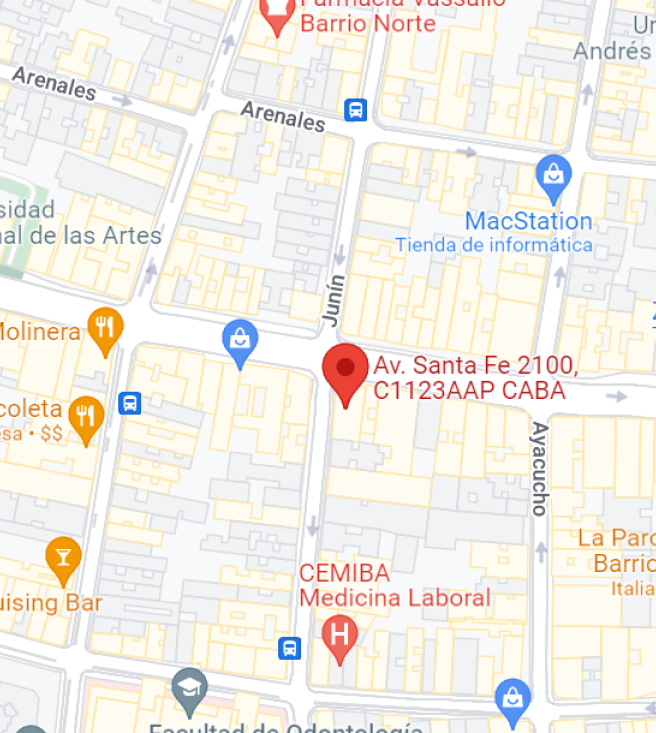 Farmacia Vassallo
Barrio Norte
Un
Andrés
Arenales
Arenales
sidad
nal de las Artes
MacStation
Tienda de informática
Junín
Molinera
Av. Santa Fe 2100,
C1123AAP CABA
coleta
esa • $$
Ayacucho
La Paro
Barrio
Italia
CEMIBA
Medicina Laboral
H
uising Bar
Facultad de Odontología